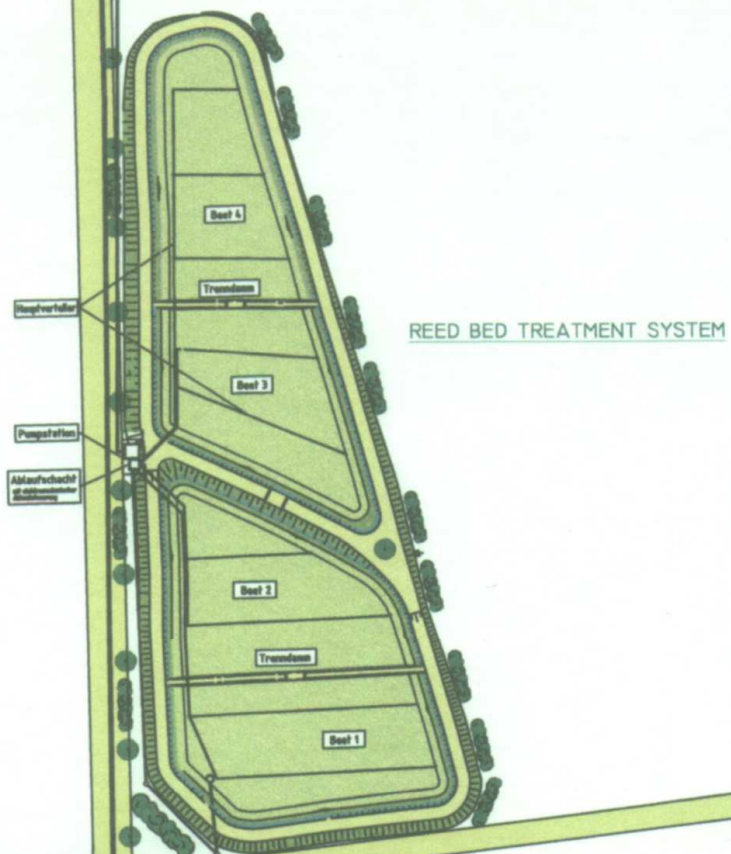 Beet 4
Trenndamm
Hauptverteiler
REED BED TREATMENT SYSTEM
Beet 3
Pumpstation
Ablaufschacht
Beet 2
Trenndamm
Beet 1